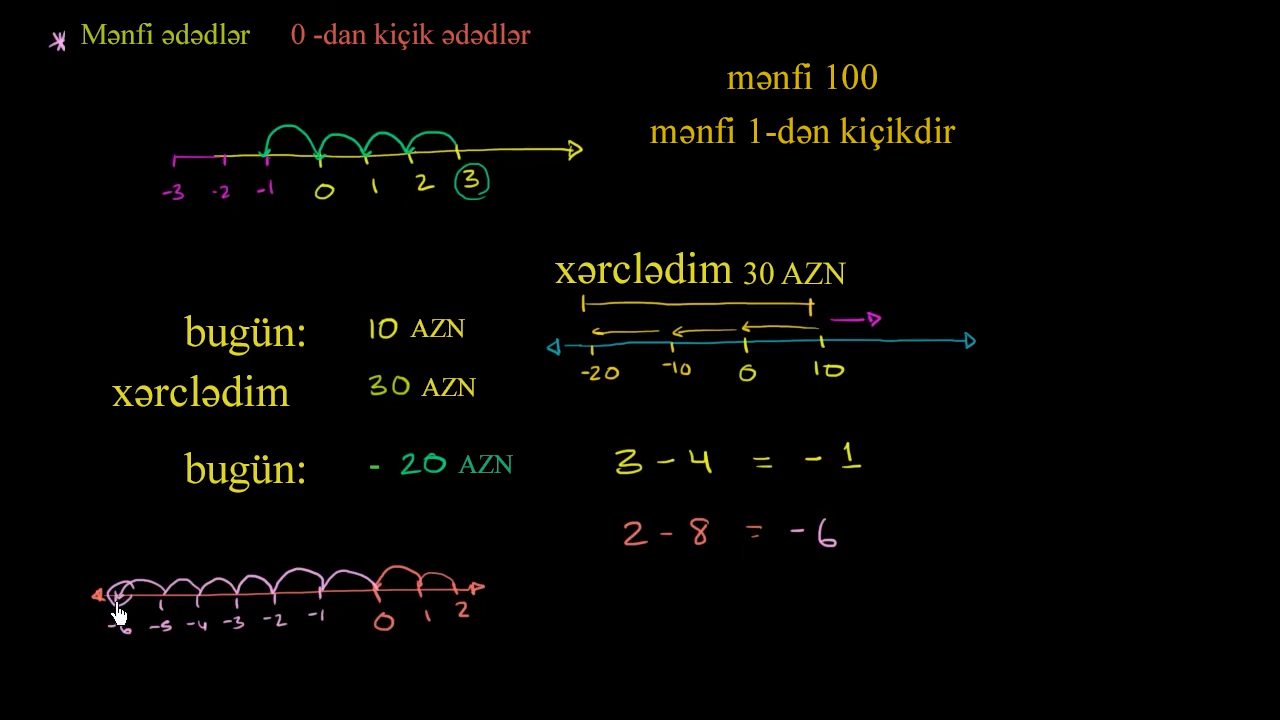 * Mənfi ədədlər 0 -dan kiçik ədədlər
mənfi 100
mənfi 1-dən kiçikdir
-3 -2 -1 0 1 2 3
xərclədim 30 AZN
bugün: 10 AZN
-20 -10 0 10
xərclədim 30 AZN
bugün: - 20 AZN
3 - 4 = - 1
2 - 8 = - 6
-6 -5 -4 -3 -2 -1 0 1 2